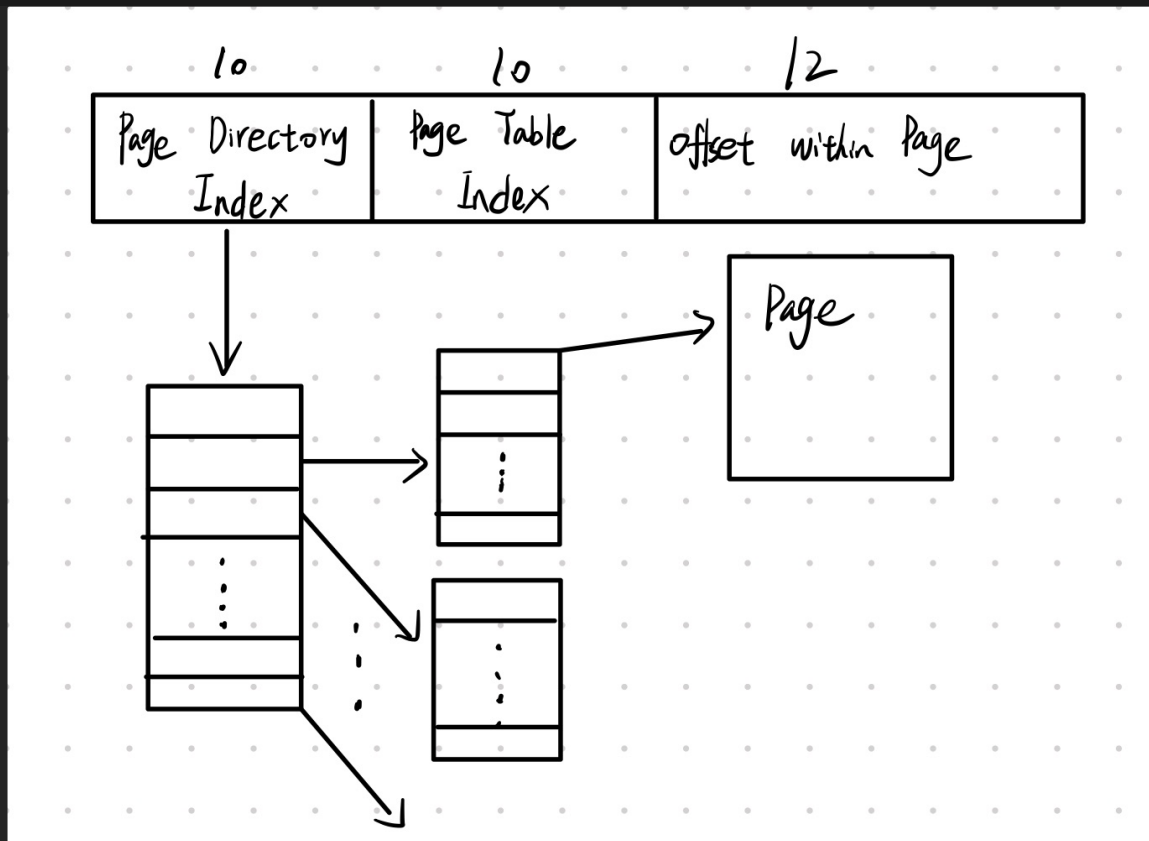 10 10 12
Page Directory Index
Page Table Index
offset within Page
Page